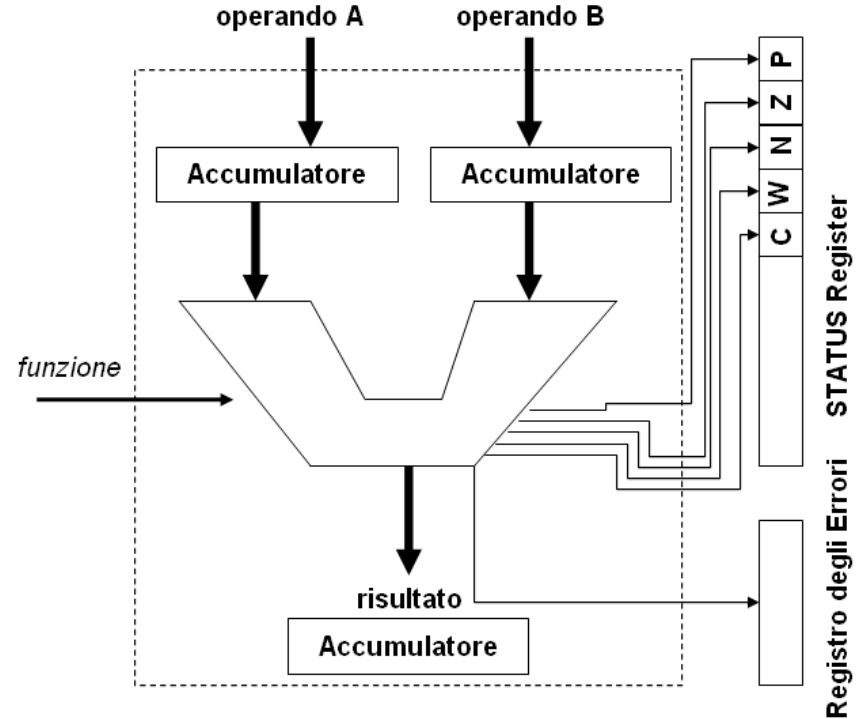 operando A
operando B
P
Z
N
W
C
Accumulatore
Accumulatore
STATUS Register
funzione
Registro degli Errori
risultato
Accumulatore